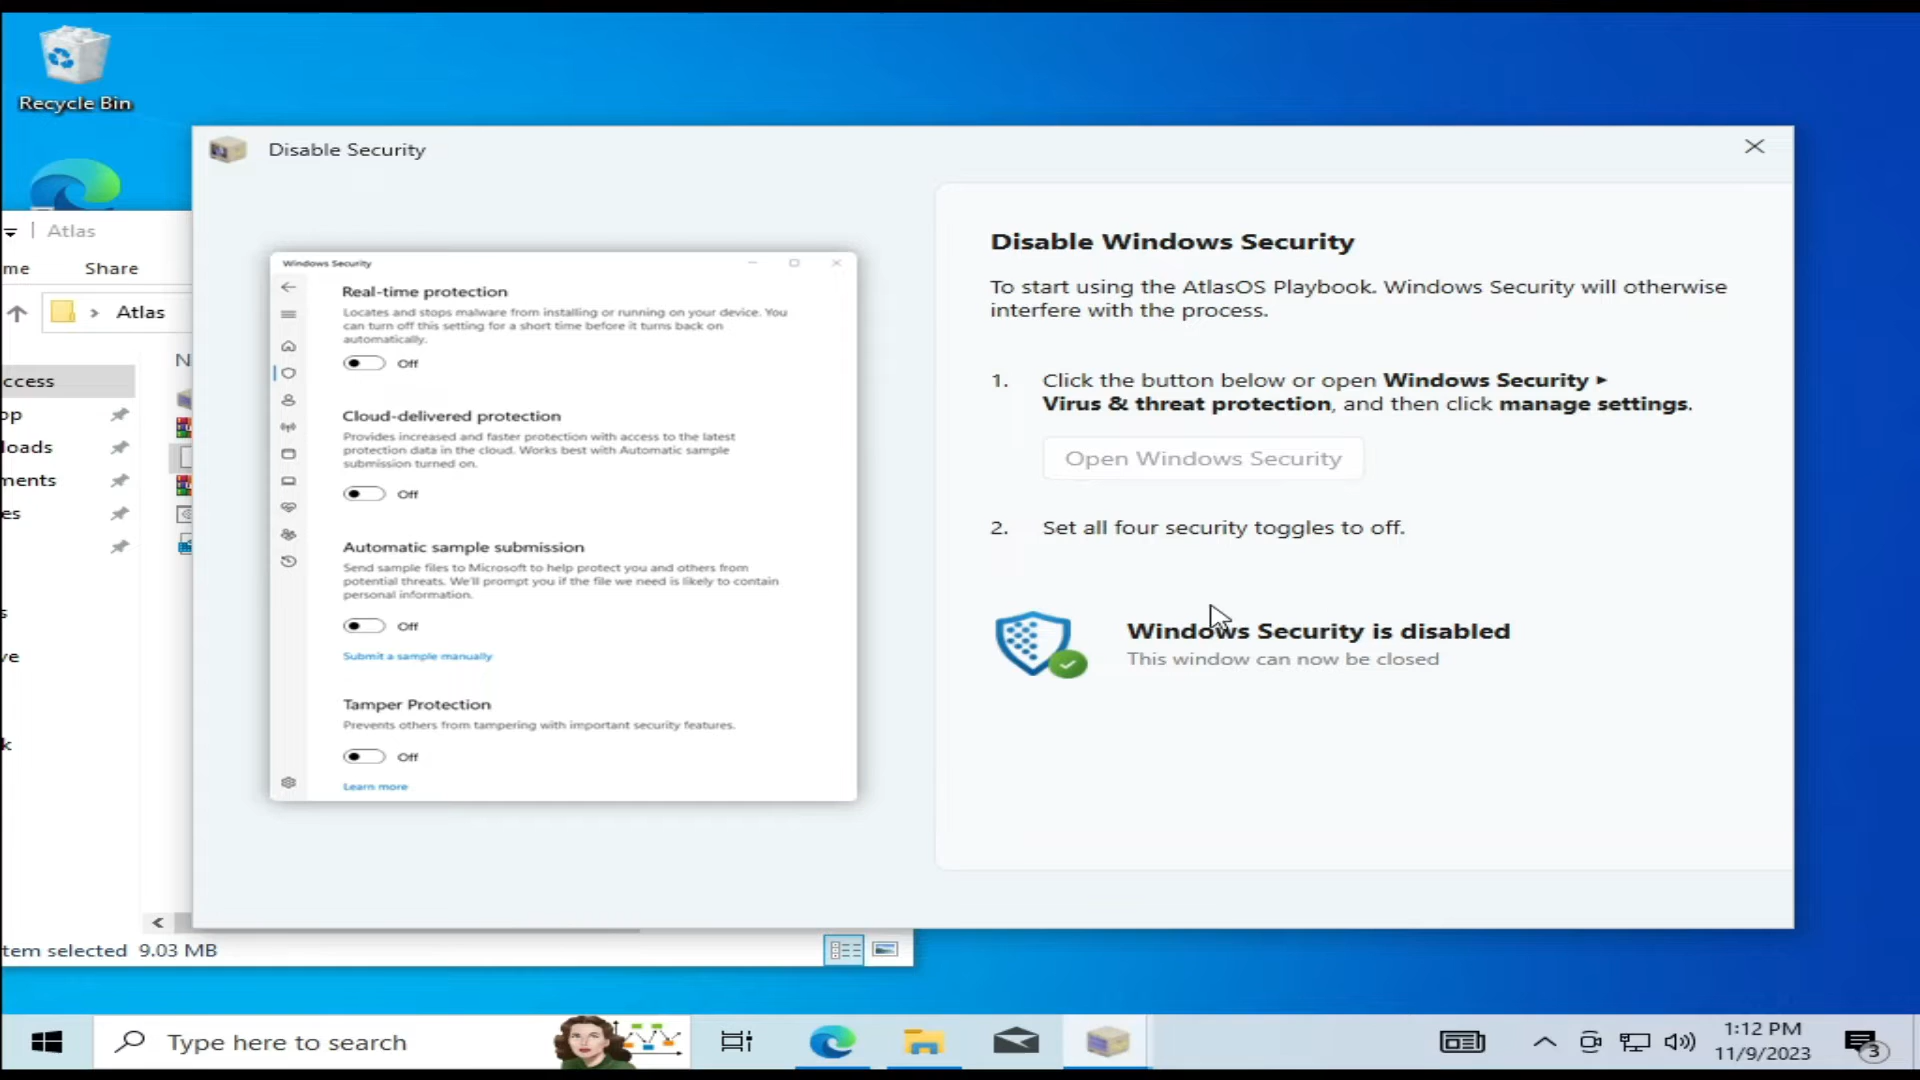 Recycle Bin
Disable Security
Atlas
me
Share
Atlas
N
ccess
op
loads
ments
es
s
ve
k
tem selected 9.03 MB
Windows Security
Real-time protection
Locates and stops malware from installing or running on your device. You
can turn off this setting for a short time before it turns back on
automatically.
Off
Cloud-delivered protection
Provides increased and faster protection with access to the latest
protection data in the cloud. Works best with Automatic sample
submission turned on.
Off
Automatic sample submission
Send sample files to Microsoft to help protect you and others from
potential threats. We'll prompt you if the file we need is likely to contain
personal information.
Off
Submit a sample manually
Tamper Protection
Prevents others from tampering with important security features.
Off
Learn more
Disable Windows Security
To start using the AtlasOS Playbook. Windows Security will otherwise
interfere with the process.
1. Click the button below or open Windows Security ▸
Virus & threat protection, and then click manage settings.
Open Windows Security
2. Set all four security toggles to off.
Windows Security is disabled
This window can now be closed
Type here to search
1:12 PM
11/9/2023
3